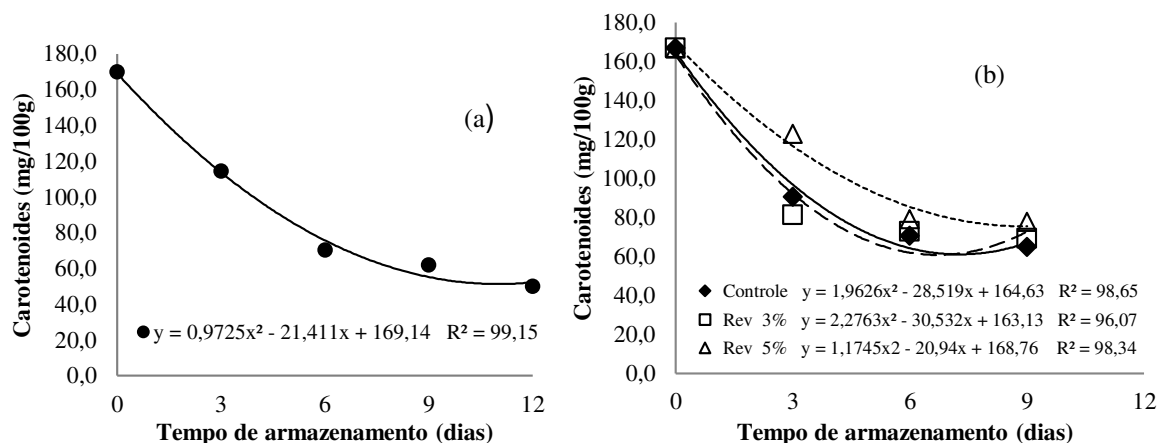 180,0
160,0
140,0
120,0
100,0
80,0
60,0
40,0
20,0
0,0
Carotenoides (mg/100g)
(a)
y = 0,9725x² - 21,411x + 169,14 R² = 99,15
0 3 6 9 12
Tempo de armazenamento (dias)
180,0
160,0
140,0
120,0
100,0
80,0
60,0
40,0
20,0
0,0
Carotenoides (mg/100g)
(b)
Controle y = 1,9626x² - 28,519x + 164,63 R² = 98,65
Rev 3% y = 2,2763x² - 30,532x + 163,13 R² = 96,07
Rev 5% y = 1,1745x2 - 20,94x + 168,76 R² = 98,34
0 3 6 9 12
Tempo de armazenamento (dias)